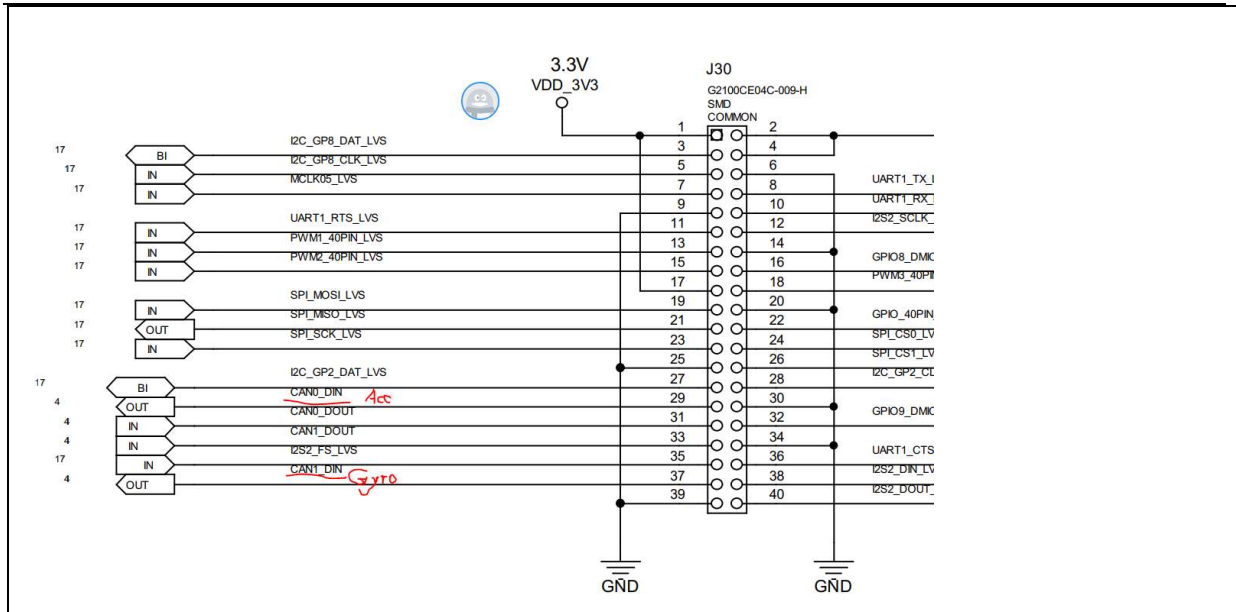 3.3V
VDD_3V3
J30
G2100CE04C-009-H
SMD
COMMON
1 2
I2C_GP8_DAT_LVS
17 BI 3 4
I2C_GP8_CLK_LVS
17 IN 5 6
MCLK05_LVS
17 IN 7 8 UART1_TX_L
9 10 UART1_RX_
UART1_RTS_LVS
17 IN 11 12 I2S2_SCLK_
PWM1_40PIN_LVS
17 IN 13 14
PWM2_40PIN_LVS
17 IN 15 16 GPIO8_DMIC
17 18 PWM3_40PI
SPI_MOSI_LVS
17 IN 19 20
SPI_MISO_LVS
17 OUT 21 22 GPIO_40PIN_
SPI_SCK_LVS
17 IN 23 24 SPI_CS0_LV
25 26 SPI_CS1_LV
I2C_GP2_DAT_LVS
17 BI 27 28 I2C_GP2_CL
CAN0_DIN Acc
4 OUT 29 30
CAN0_DOUT
4 IN 31 32 GPIO9_DMIC
CAN1_DOUT
4 IN 33 34
I2S2_FS_LVS
17 IN 35 36 UART1_CTS
CAN1_DIN Gyro
4 OUT 37 38 I2S2_DIN_LV
39 40 I2S2_DOUT_
GND GND